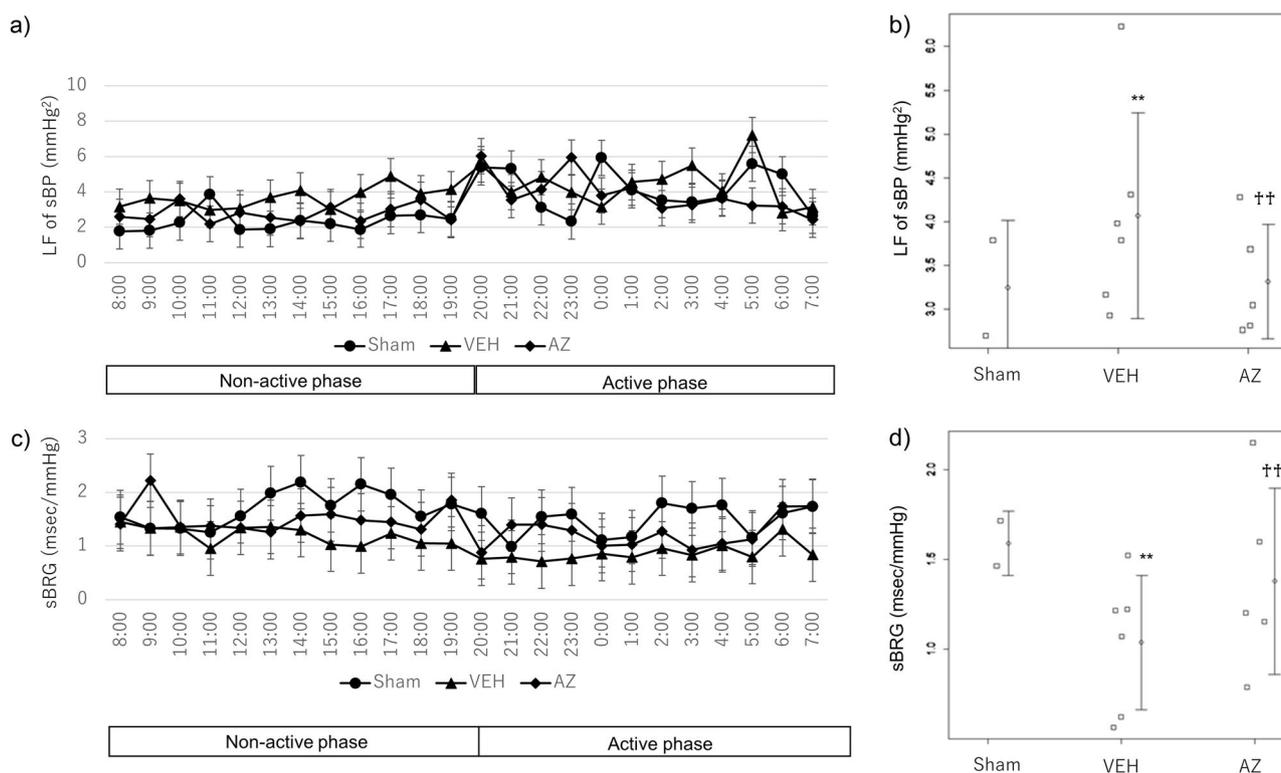 a)
LF of sBP (mmHg²)
10
8
6
4
2
0
8:00 9:00 10:00 11:00 12:00 13:00 14:00 15:00 16:00 17:00 18:00 19:00 20:00 21:00 22:00 23:00 0:00 1:00 2:00 3:00 4:00 5:00 6:00 7:00
Sham VEH AZ
Non-active phase Active phase
b)
LF of sBP (mmHg²)
6.0
5.5
5.0
4.5
4.0
3.5
3.0
**
††
Sham VEH AZ
c)
sBRG (msec/mmHg)
3
2
1
0
8:00 9:00 10:00 11:00 12:00 13:00 14:00 15:00 16:00 17:00 18:00 19:00 20:00 21:00 22:00 23:00 0:00 1:00 2:00 3:00 4:00 5:00 6:00 7:00
Sham VEH AZ
Non-active phase Active phase
d)
sBRG (msec/mmHg)
2.0
1.5
1.0
**
††
Sham VEH AZ